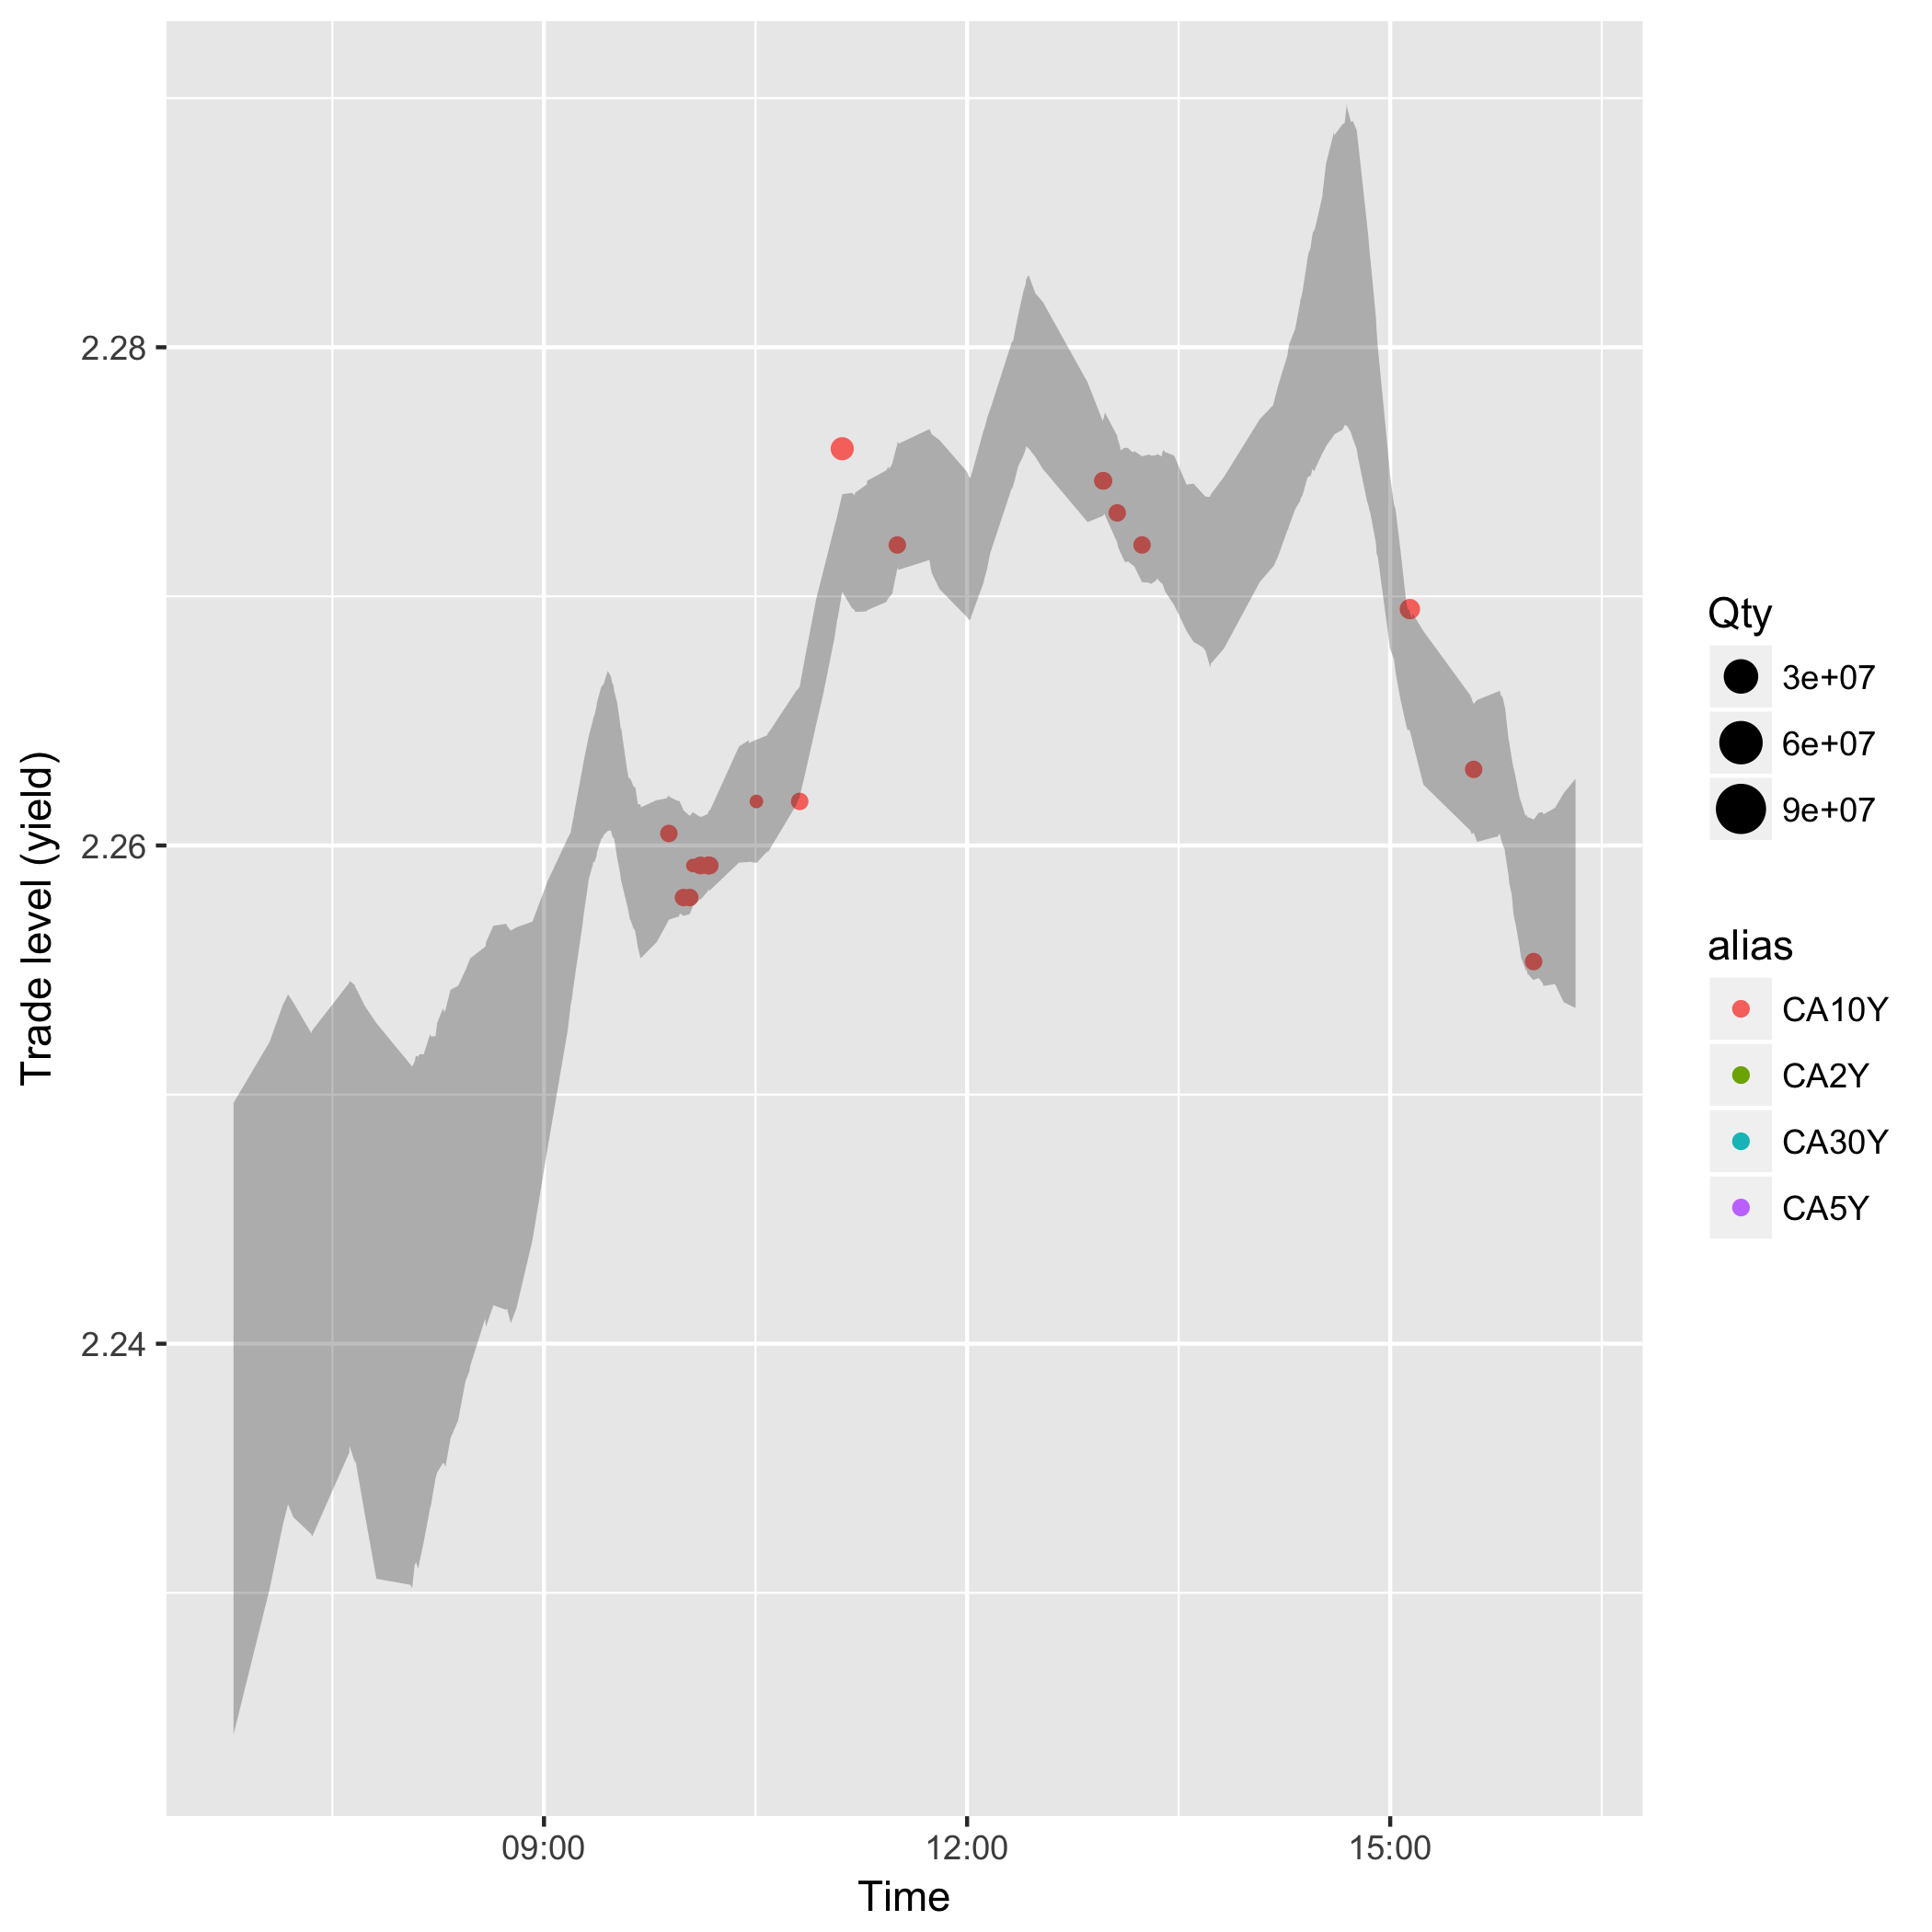 Trade level (yield)
2.28
2.26
2.24
09:00
12:00
15:00
Time
Qty
3e+07
6e+07
9e+07
alias
CA10Y
CA2Y
CA30Y
CA5Y